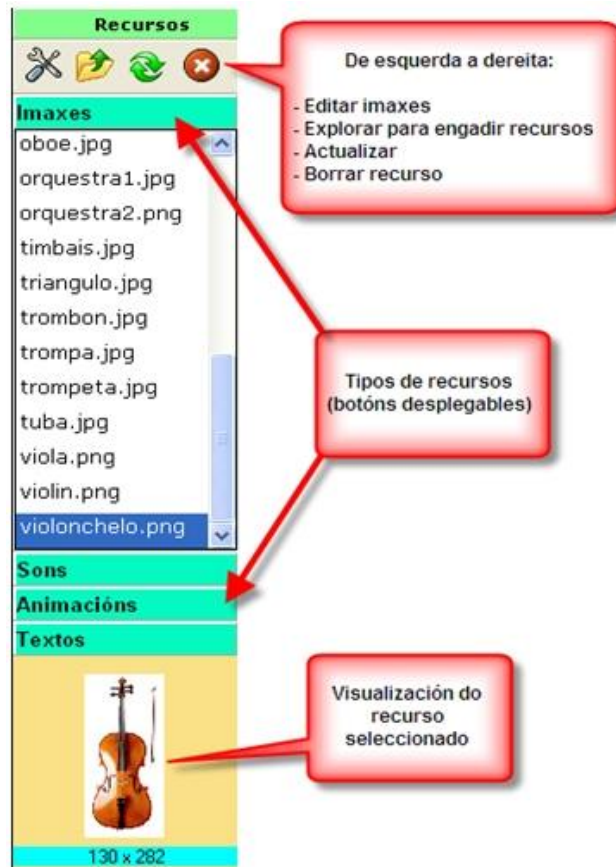 Recursos
De esquerda a dereita:
- Editar imaxes
- Explorar para engadir recursos
- Actualizar
- Borrar recurso
Imaxes
oboe.jpg
orquestra1.jpg
orquestra2.png
timbais.jpg
triangulo.jpg
trombon.jpg
trompa.jpg
trompeta.jpg
tuba.jpg
viola.png
violin.png
violonchelo.png
Tipos de recursos
(botóns desplegables)
Sons
Animacións
Textos
Visualización do
recurso
seleccionado
130 x 282